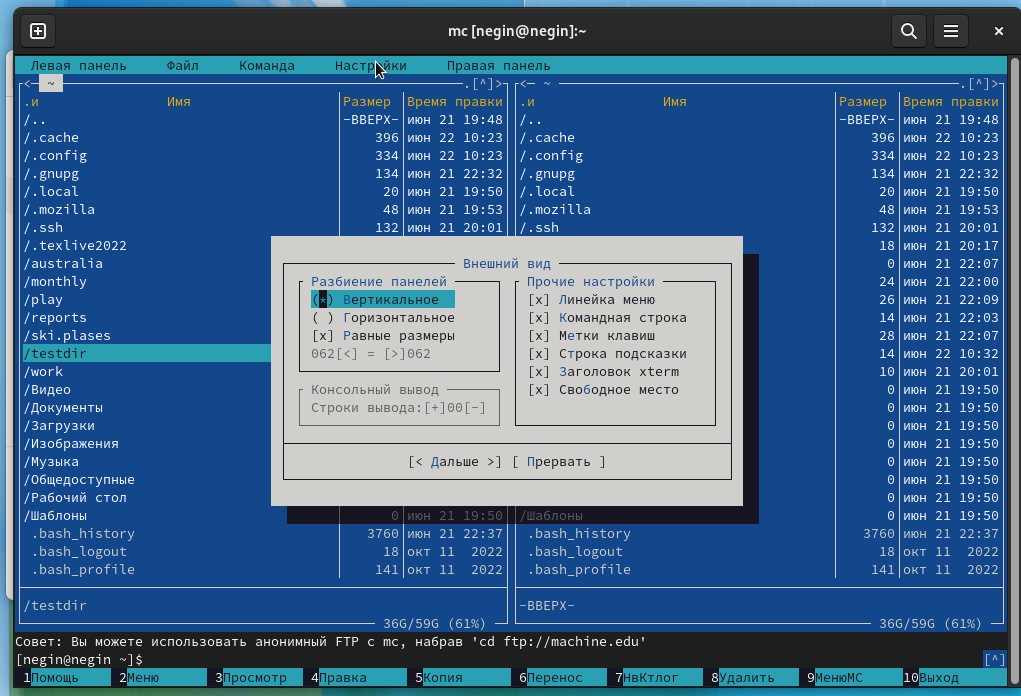 mc [negin@negin]:~
Левая панель Файл Команда Настройки Правая панель
<— ~ .[^]> <— ~ .[^]>
.и Имя Размер Время правки .и Имя Размер Время правки
/.. -ВВЕРХ- июн 21 19:48 /.. -ВВЕРХ- июн 21 19:48
/.cache 396 июн 22 10:23 /.cache 396 июн 22 10:23
/.config 334 июн 22 10:23 /.config 334 июн 22 10:23
/.gnupg 134 июн 21 22:32 /.gnupg 134 июн 21 22:32
/.local 20 июн 21 19:50 /.local 20 июн 21 19:50
/.mozilla 48 июн 21 19:53 /.mozilla 48 июн 21 19:53
/.ssh 132 июн 21 20:01 /.ssh 132 июн 21 20:01
/.texlive2022 18 июн 21 20:17
/australia Внешний вид 0 июн 21 22:07
/monthly Разбиение панелей Прочие настройки 24 июн 21 22:00
/play (*) Вертикальное [x] Линейка меню 26 июн 21 22:09
/reports ( ) Горизонтальное [x] Командная строка 14 июн 21 22:03
/ski.plases [x] Равные размеры [x] Метки клавиш 28 июн 21 22:07
/testdir 062[<] = [>]062 [x] Строка подсказки 14 июн 22 10:32
/work [x] Заголовок xterm 10 июн 21 20:01
/Видео Консольный вывод [x] Свободное место 0 июн 21 19:50
/Документы Строки вывода:[+]00[-] 0 июн 21 19:50
/Загрузки 0 июн 21 19:50
/Изображения 0 июн 21 19:50
/Музыка [< Дальше >] [ Прервать ] 0 июн 21 19:50
/Общедоступные 0 июн 21 19:50
/Рабочий стол 0 июн 21 19:50
/Шаблоны 0 июн 21 19:50 /Шаблоны 0 июн 21 19:50
.bash_history 3760 июн 21 22:37 .bash_history 3760 июн 21 22:37
.bash_logout 18 окт 11 2022 .bash_logout 18 окт 11 2022
.bash_profile 141 окт 11 2022 .bash_profile 141 окт 11 2022
/testdir -ВВЕРХ-
36G/59G (61%) 36G/59G (61%)
Совет: Вы можете использовать анонимный FTP с mc, набрав 'cd ftp://machine.edu'
[negin@negin ~]$ [^]
1Помощь 2Меню 3Просмотр 4Правка 5Копия 6Перенос 7НвКтлог 8Удалить 9МенюМС 10Выход